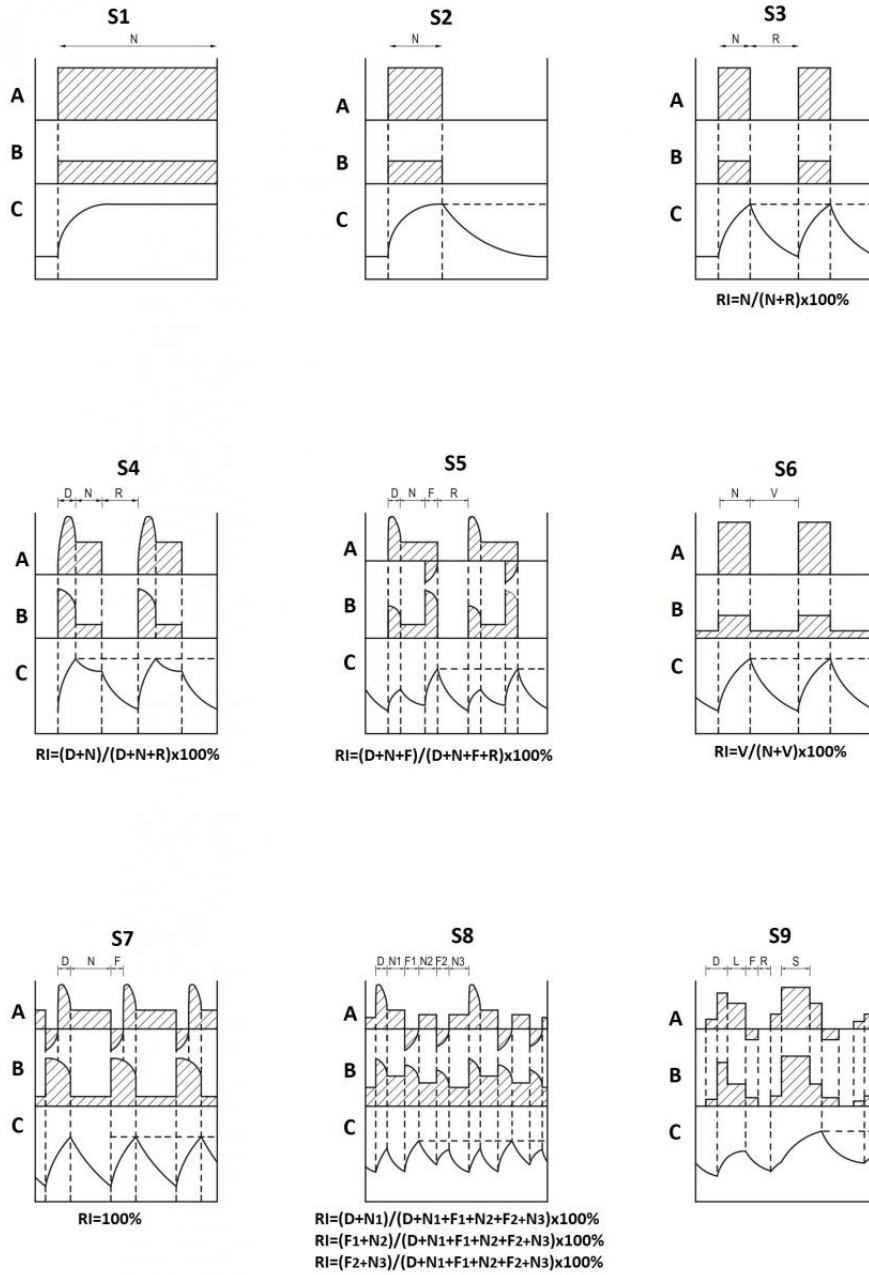 S1
S2
S3
N
N
N R
A
A
A
B
B
B
C
C
C
RI=N/(N+R)x100%
S4
S5
S6
D N R
D N F R
N V
A
A
A
B
B
B
C
C
C
RI=(D+N)/(D+N+R)x100%
RI=(D+N+F)/(D+N+F+R)x100%
RI=V/(N+V)x100%
S7
S8
S9
D N F
D N1 F1 N2 F2 N3
D L F R S
A
A
A
B
B
B
C
C
C
RI=100%
RI=(D+N1)/(D+N1+F1+N2+F2+N3)x100%
RI=(F1+N2)/(D+N1+F1+N2+F2+N3)x100%
RI=(F2+N3)/(D+N1+F1+N2+F2+N3)x100%